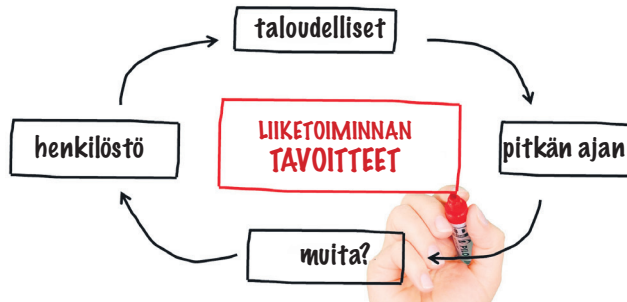 taloudelliset
henkilöstö
LIIKETOIMINNAN
TAVOITTEET
pitkän ajan
muita?